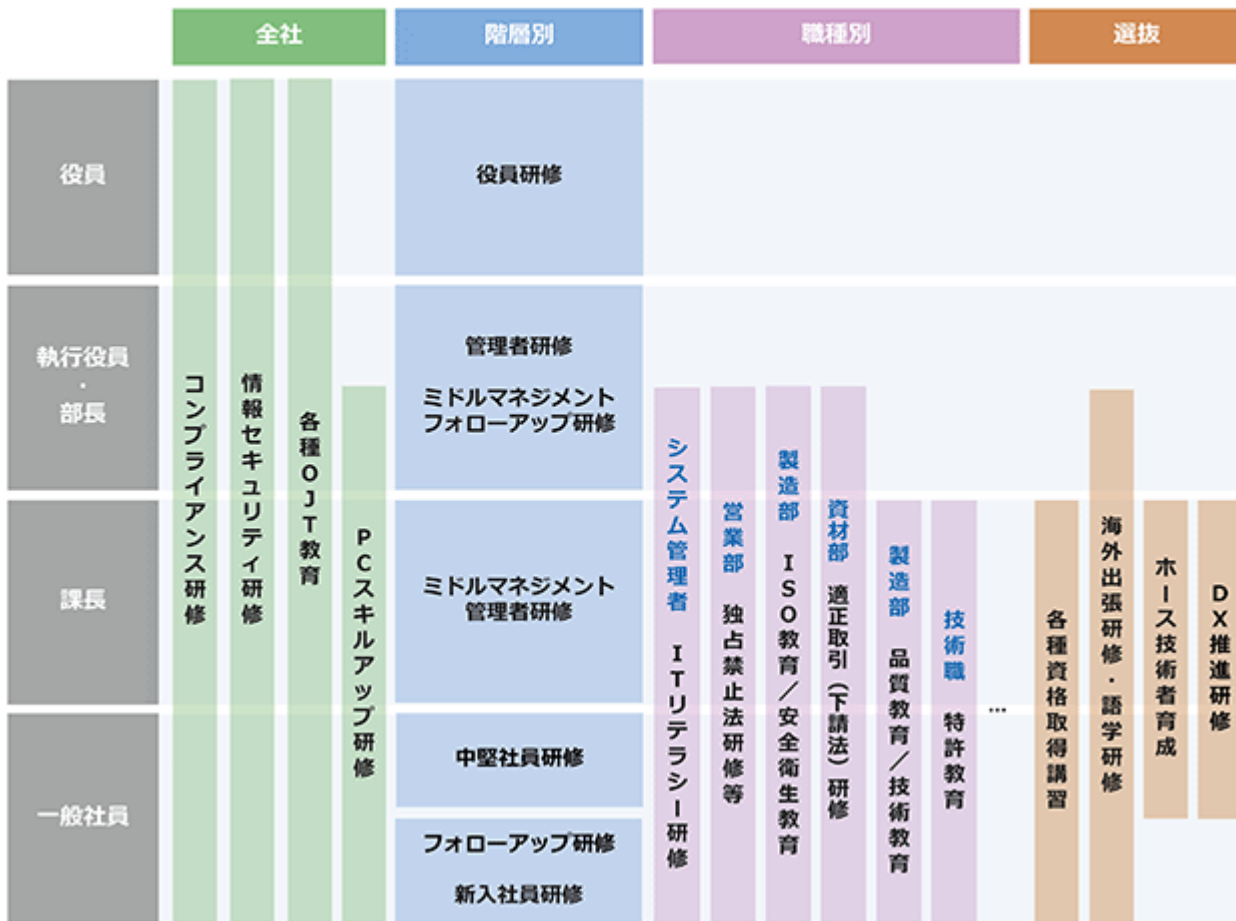 全社
階層別
職種別
選抜
役員
執行役員
・
部長
課長
一般社員
コンプライアンス研修
情報セキュリティ研修
各種OJT教育
PCスキルアップ研修
役員研修
管理者研修
ミドルマネジメント
フォローアップ研修
ミドルマネジメント
管理者研修
中堅社員研修
フォローアップ研修
新入社員研修
システム管理者 ITリテラシー研修
営業部 独占禁止法研修等
製造部 ISO教育／安全衛生教育
資材部 適正取引（下請法）研修
製造部 品質教育／技術教育
技術職 特許教育
…
各種資格取得講習
海外出張研修・語学研修
ホース技術者育成
DX推進研修